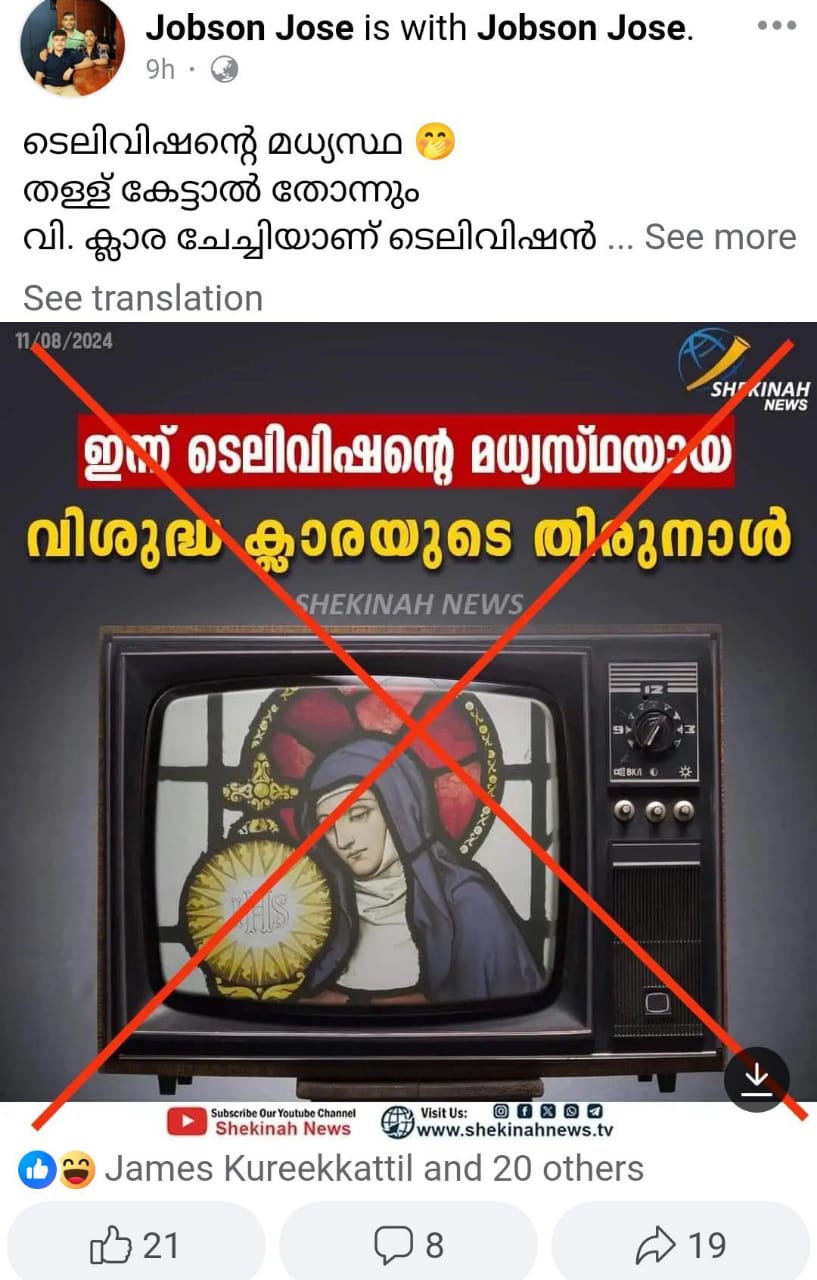 Jobson Jose is with Jobson Jose.
9h
ടെലിവിഷന്റെ മധ്യസ്ഥ 🤭
തള്ള് കേട്ടാൽ തോന്നും
വി. ക്ലാര ചേച്ചിയാണ് ടെലിവിഷൻ ... See more
See translation
11/08/2024
SHEKINAH
NEWS
ഇന്ന് ടെലിവിഷന്റെ മധ്യസ്ഥയായ
വിശുദ്ധ ക്ലാരയുടെ തിരുനാൾ
SHEKINAH NEWS
12
9
3
IHS
Subscribe Our Youtube Channel
Shekinah News
Visit Us:
www.shekinahnews.tv
James Kureekkattil and 20 others
21
8
19